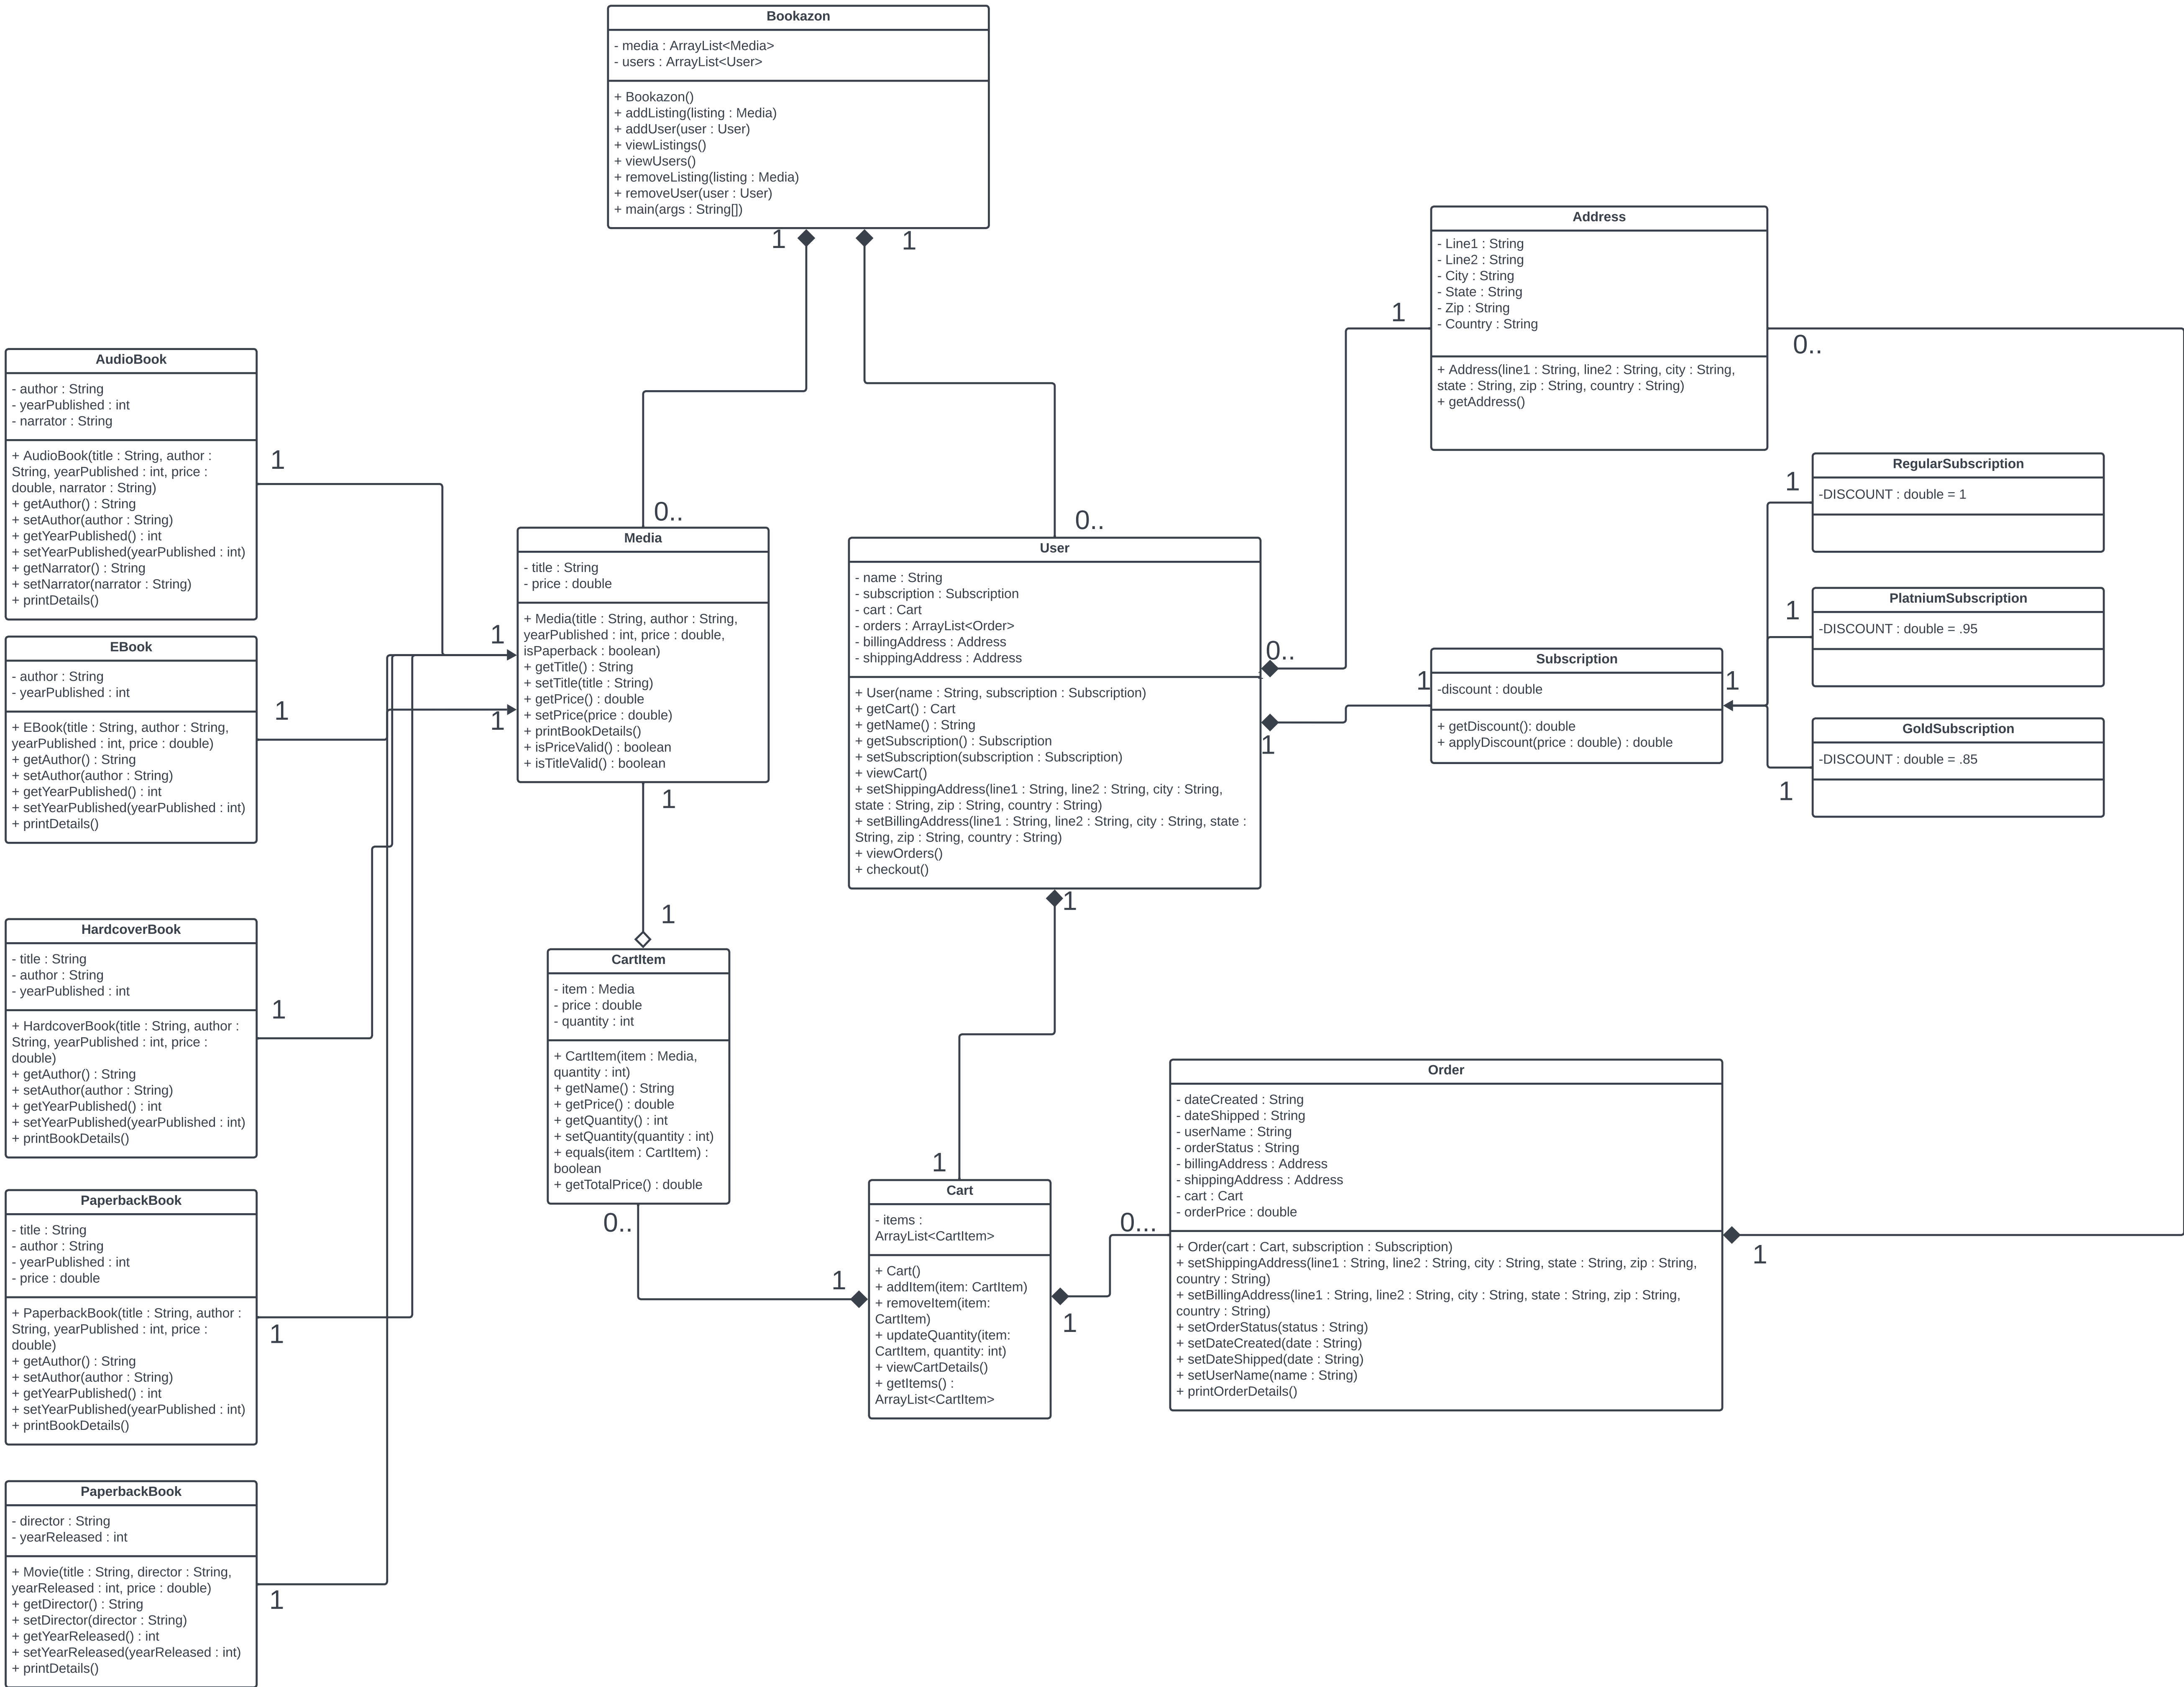 Bookazon
- media : ArrayList<Media>
- users : ArrayList<User>
+ Bookazon()
+ addListing(listing : Media)
+ addUser(user : User)
+ viewListings()
+ viewUsers()
+ removeListing(listing : Media)
+ removeUser(user : User)
+ main(args : String[])
1
1
Address
- Line1 : String
- Line2 : String
- City : String
- State : String
- Zip : String
- Country : String
+ Address(line1 : String, line2 : String, city : String,
state : String, zip : String, country : String)
+ getAddress()
1
0..
AudioBook
- author : String
- yearPublished : int
- narrator : String
+ AudioBook(title : String, author :
String, yearPublished : int, price :
double, narrator : String)
+ getAuthor() : String
+ setAuthor(author : String)
+ getYearPublished() : int
+ setYearPublished(yearPublished : int)
+ getNarrator() : String
+ setNarrator(narrator : String)
+ printDetails()
1
0..
Media
- title : String
- price : double
+ Media(title : String, author : String,
yearPublished : int, price : double,
isPaperback : boolean)
+ getTitle() : String
+ setTitle(title : String)
+ getPrice() : double
+ setPrice(price : double)
+ printBookDetails()
+ isPriceValid() : boolean
+ isTitleValid() : boolean
1
1
1
0..
User
- name : String
- subscription : Subscription
- cart : Cart
- orders : ArrayList<Order>
- billingAddress : Address
- shippingAddress : Address
+ User(name : String, subscription : Subscription)
+ getCart() : Cart
+ getName() : String
+ getSubscription() : Subscription
+ setSubscription(subscription : Subscription)
+ viewCart()
+ setShippingAddress(line1 : String, line2 : String, city : String,
state : String, zip : String, country : String)
+ setBillingAddress(line1 : String, line2 : String, city : String, state :
String, zip : String, country : String)
+ viewOrders()
+ checkout()
0..
1
1
Subscription
-discount : double
+ getDiscount(): double
+ applyDiscount(price : double) : double
1
1
RegularSubscription
-DISCOUNT : double = 1
1
PlatniumSubscription
-DISCOUNT : double = .95
1
GoldSubscription
-DISCOUNT : double = .85
1
1
EBook
- author : String
- yearPublished : int
+ EBook(title : String, author : String,
yearPublished : int, price : double)
+ getAuthor() : String
+ setAuthor(author : String)
+ getYearPublished() : int
+ setYearPublished(yearPublished : int)
+ printDetails()
1
HardcoverBook
- title : String
- author : String
- yearPublished : int
+ HardcoverBook(title : String, author :
String, yearPublished : int, price :
double)
+ getAuthor() : String
+ setAuthor(author : String)
+ getYearPublished() : int
+ setYearPublished(yearPublished : int)
+ printBookDetails()
1
1
CartItem
- item : Media
- price : double
- quantity : int
+ CartItem(item : Media,
quantity : int)
+ getName() : String
+ getPrice() : double
+ getQuantity() : int
+ setQuantity(quantity : int)
+ equals(item : CartItem) :
boolean
+ getTotalPrice() : double
0..
1
1
Cart
- items :
ArrayList<CartItem>
+ Cart()
+ addItem(item: CartItem)
+ removeItem(item:
CartItem)
+ updateQuantity(item:
CartItem, quantity: int)
+ viewCartDetails()
+ getItems() :
ArrayList<CartItem>
1
0...
Order
- dateCreated : String
- dateShipped : String
- userName : String
- orderStatus : String
- billingAddress : Address
- shippingAddress : Address
- cart : Cart
- orderPrice : double
+ Order(cart : Cart, subscription : Subscription)
+ setShippingAddress(line1 : String, line2 : String, city : String, state : String, zip : String,
country : String)
+ setBillingAddress(line1 : String, line2 : String, city : String, state : String, zip : String,
country : String)
+ setOrderStatus(status : String)
+ setDateCreated(date : String)
+ setDateShipped(date : String)
+ setUserName(name : String)
+ printOrderDetails()
1
PaperbackBook
- title : String
- author : String
- yearPublished : int
- price : double
+ PaperbackBook(title : String, author :
String, yearPublished : int, price :
double)
+ getAuthor() : String
+ setAuthor(author : String)
+ getYearPublished() : int
+ setYearPublished(yearPublished : int)
+ printBookDetails()
1
PaperbackBook
- director : String
- yearReleased : int
+ Movie(title : String, director : String,
yearReleased : int, price : double)
+ getDirector() : String
+ setDirector(director : String)
+ getYearReleased() : int
+ setYearReleased(yearReleased : int)
+ printDetails()
1